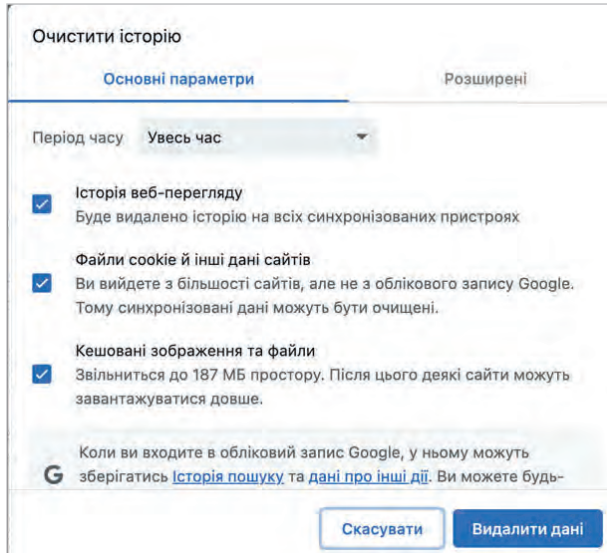 Очистити історію
Основні параметри
Розширені
Період часу Увесь час
Історія веб-перегляду
Буде видалено історію на всіх синхронізованих пристроях
Файли cookie й інші дані сайтів
Ви вийдете з більшості сайтів, але не з облікового запису Google.
Тому синхронізовані дані можуть бути очищені.
Кешовані зображення та файли
Звільниться до 187 МБ простору. Після цього деякі сайти можуть
завантажуватися довше.
Коли ви входите в обліковий запис Google, у ньому можуть
G зберігатись Історія пошуку та дані про інші дії. Ви можете будь-
Скасувати
Видалити дані